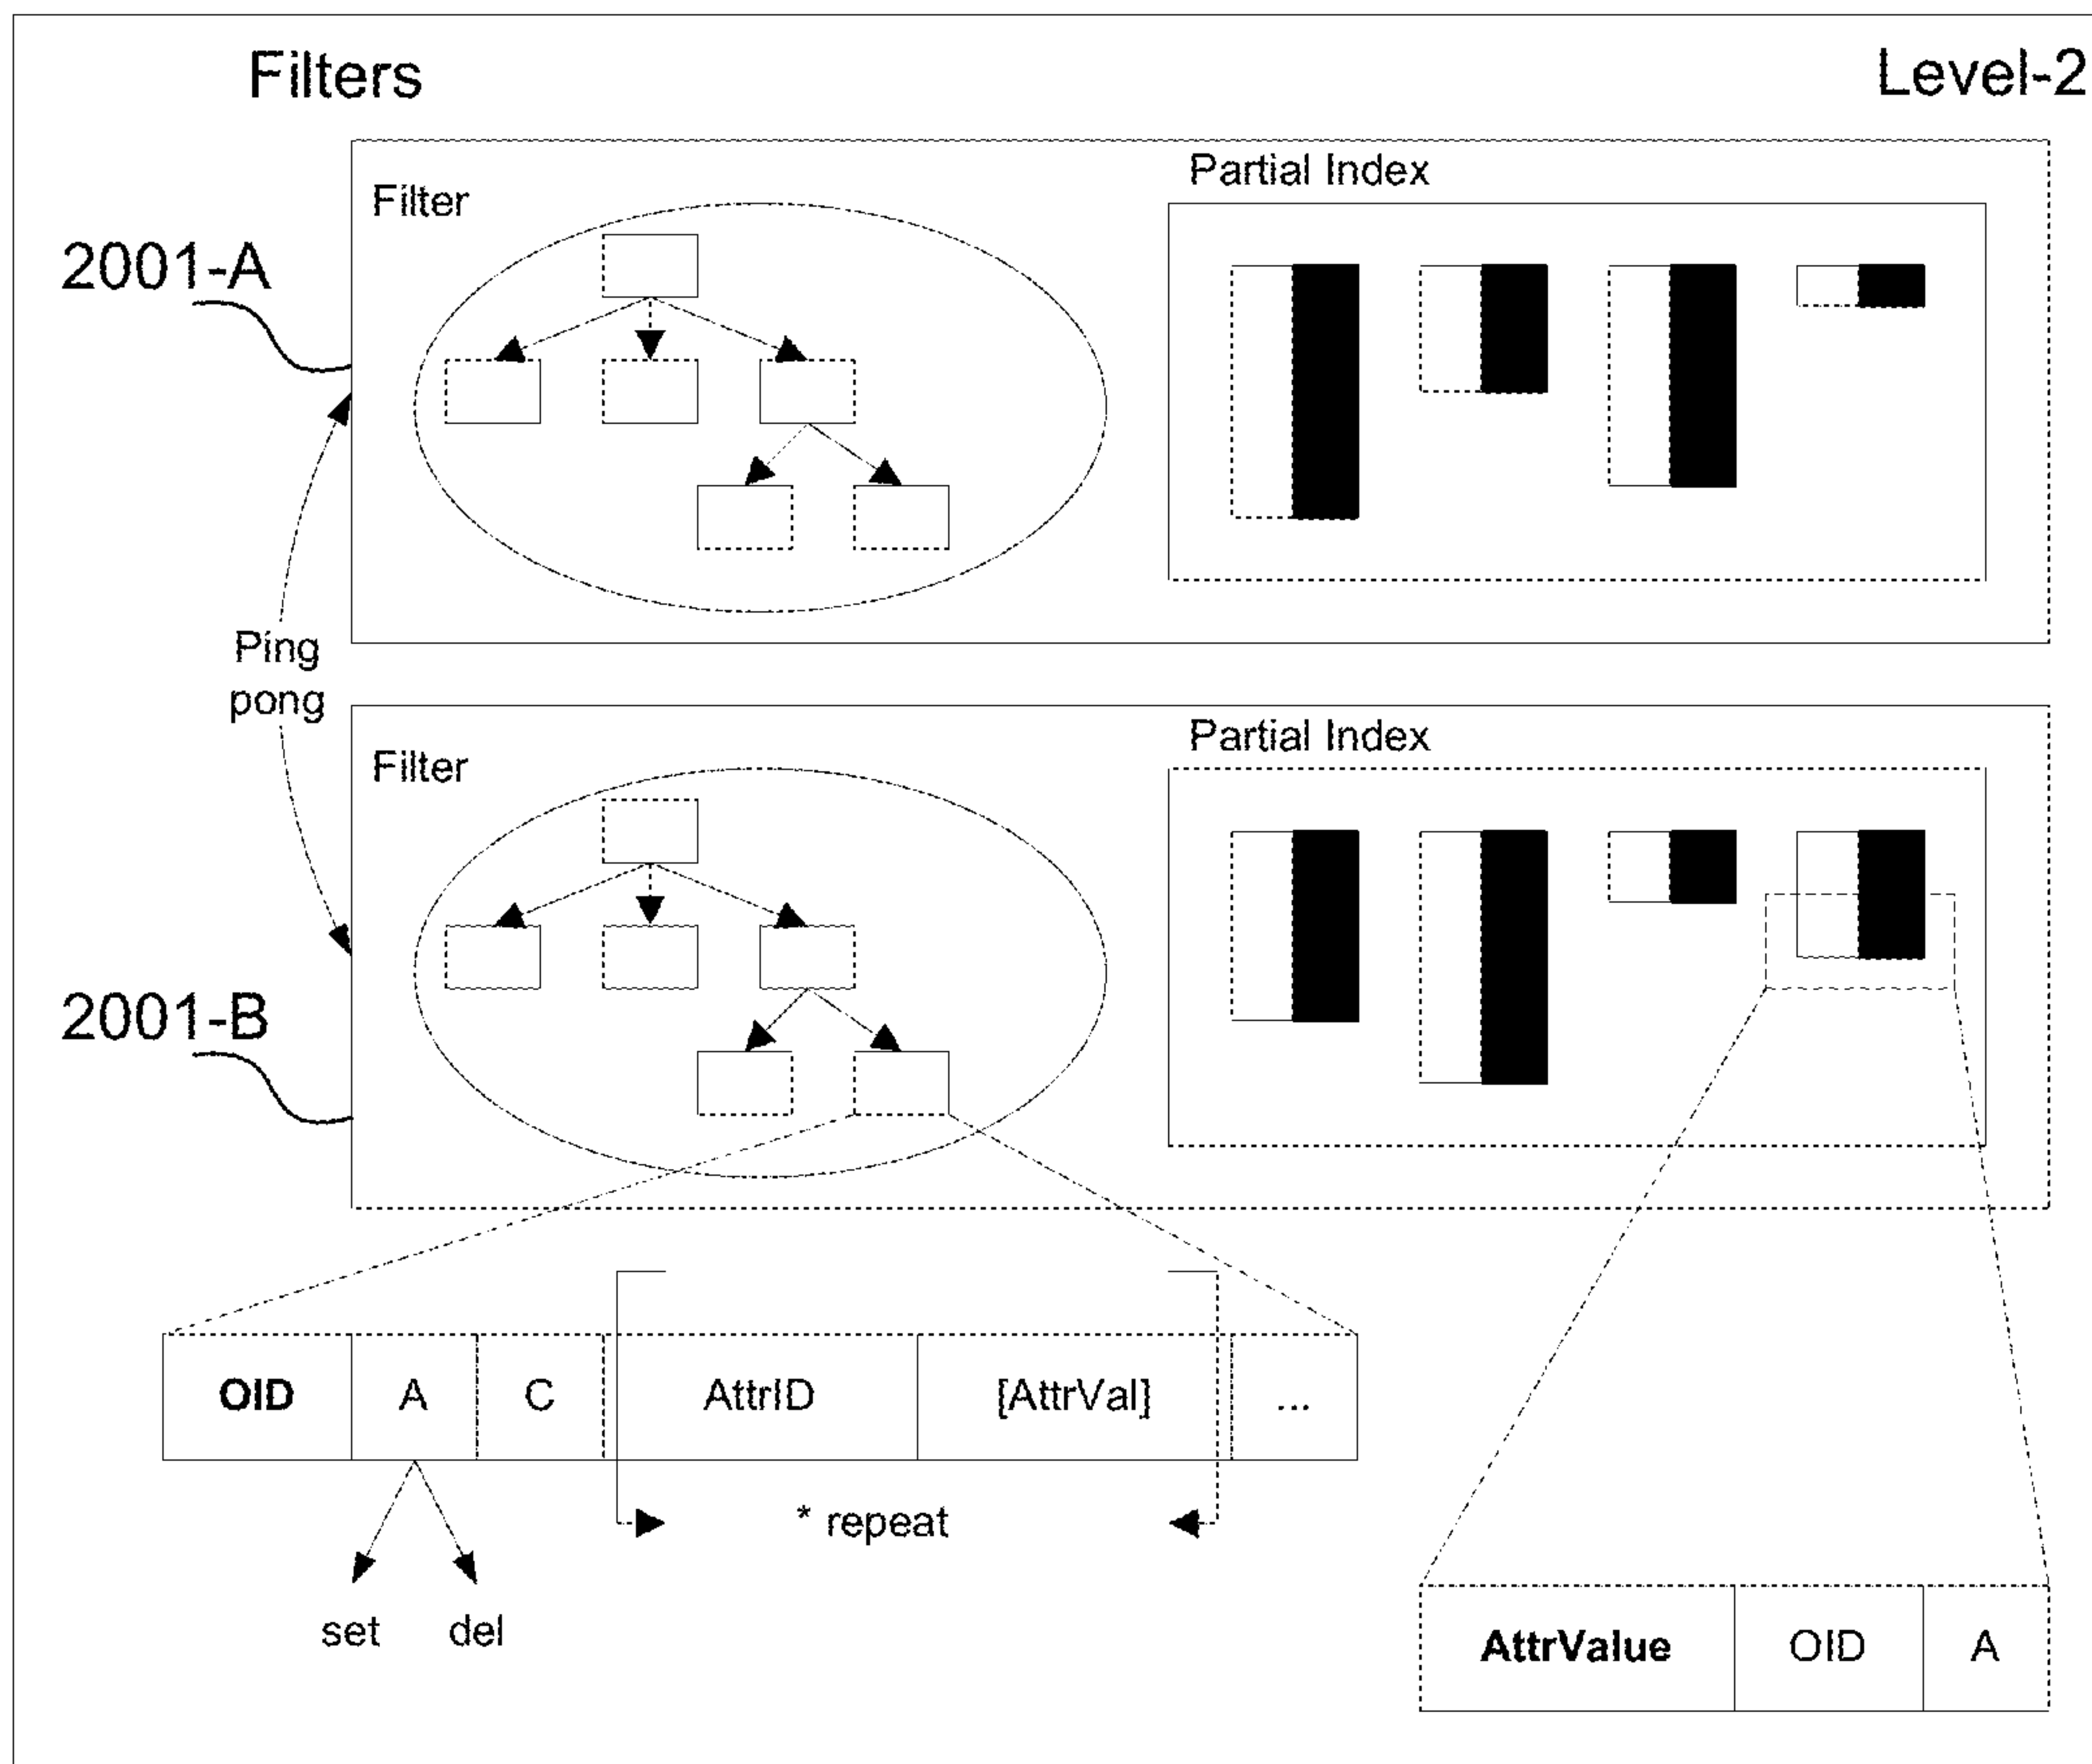 Filters
Level-2
Partial Index
Filter
2001-A
Ping
pong
Partial Index
Filter
2001-B
OID A C AttrID [AttrVal] ...
* repeat
set del
AttrValue OID A